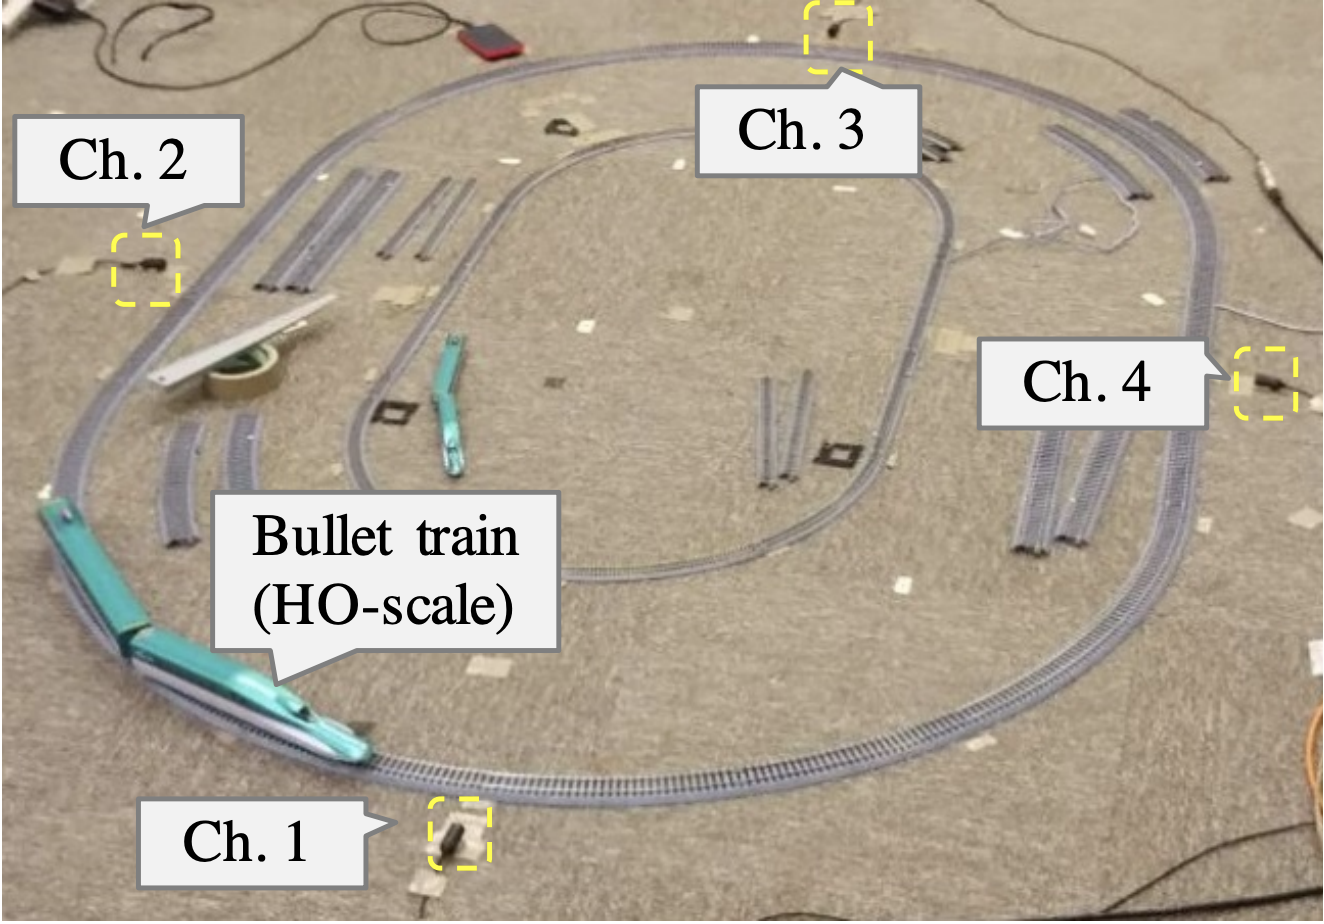 Ch. 3
Ch. 2
Ch. 4
Bullet train
(HO-scale)
Ch. 1